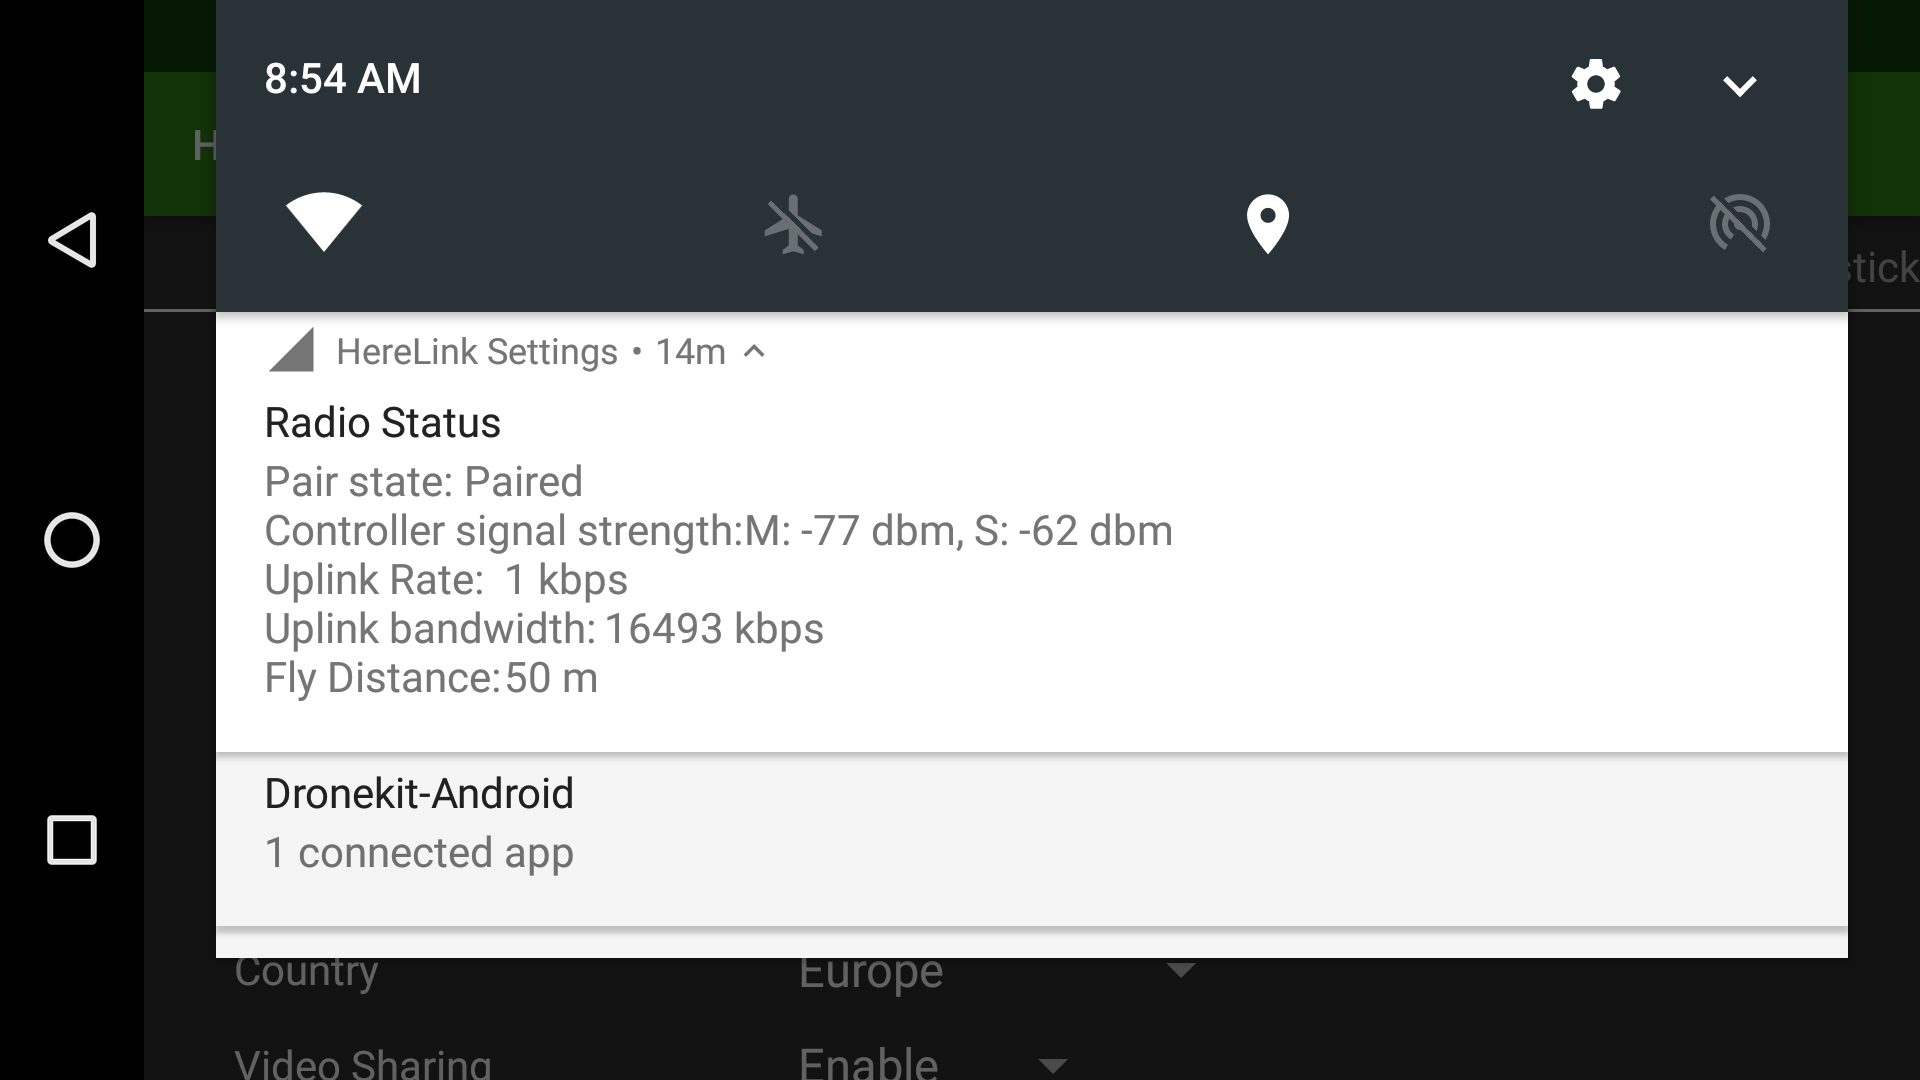 8:54 AM
H
stick
HereLink Settings • 14m
Radio Status
Pair state: Paired
Controller signal strength:M: -77 dbm, S: -62 dbm
Uplink Rate:  1 kbps
Uplink bandwidth: 16493 kbps
Fly Distance:50 m
Dronekit-Android
1 connected app
Country
Europe
Video Sharing
Enable